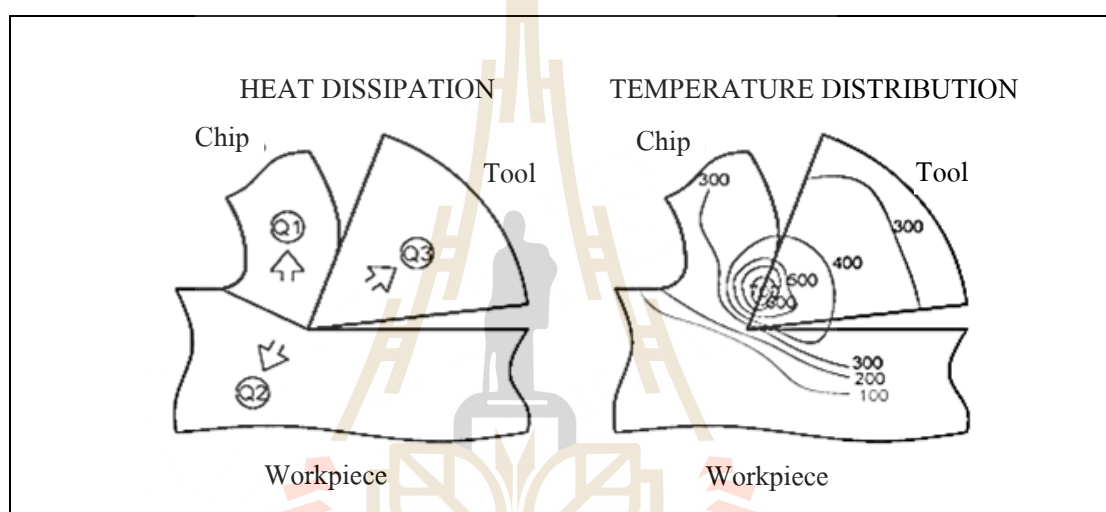 HEAT DISSIPATION
Chip
Tool
Q1
Q3
Q2
Workpiece
TEMPERATURE DISTRIBUTION
Chip
Tool
300
300
400
300
200
100
Workpiece